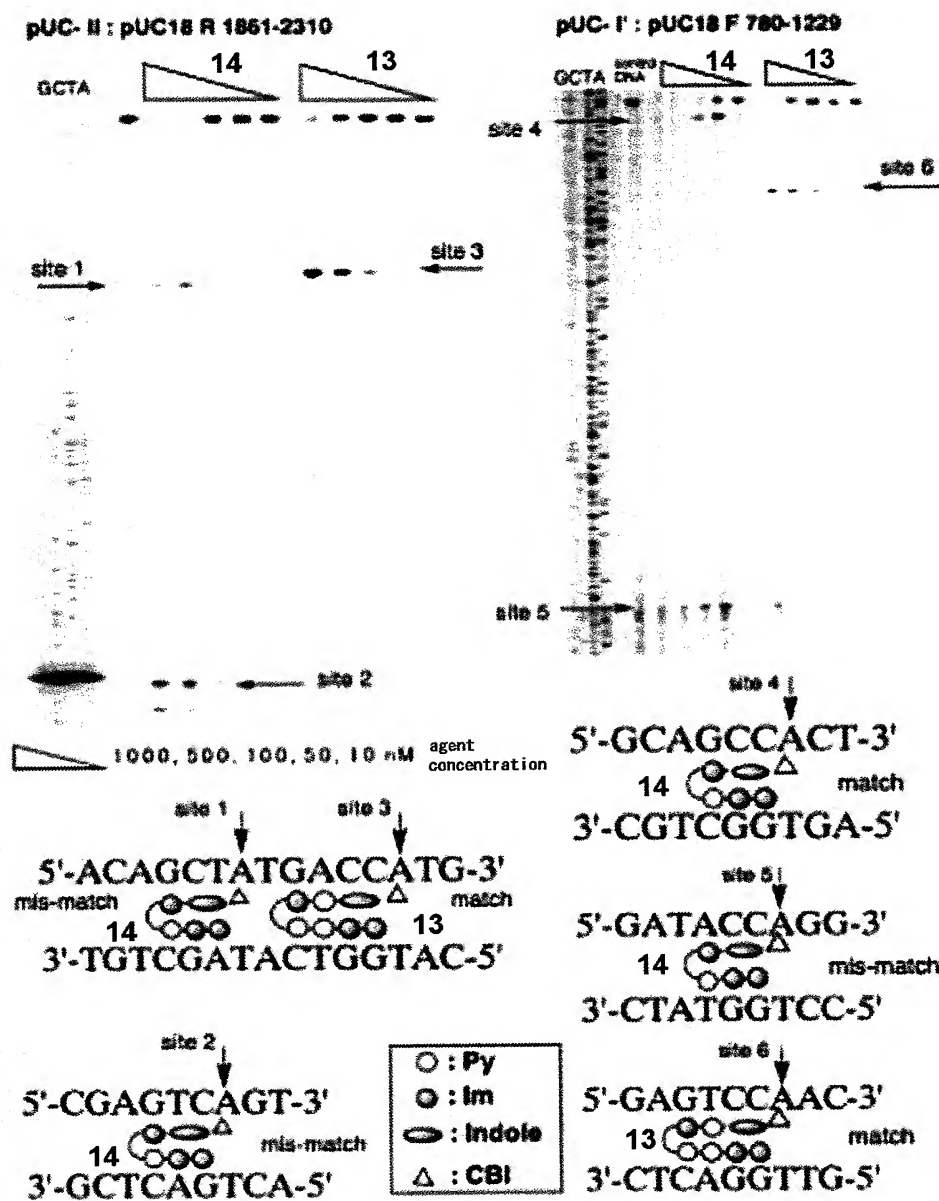 pUC- II : pUC18 R 1861-2310
14
13
GCTA
site 1
site 3
site 2
1000, 500, 100, 50, 10 nM
agent
concentration
site 1
site 3
5'-ACAGCTATGACCATG-3'
mis-match
match
14
13
3'-TGTCGATACTGGTAC-5'
site 2
5'-CGAGTCAGT-3'
14
mis-match
3'-GCTCAGTCA-5'
: Py
: Im
: Indole
: CBI
pUC- I' : pUC18 F 780-1229
14
13
GCTA
DNA
site 4
site 6
site 5
site 4
5'-GCAGCCACT-3'
14
match
3'-CGTCGGTGA-5'
site 5
5'-GATACCAGG-3'
14
mis-match
3'-CTATGGTCC-5'
site 6
5'-GAGTCCAAC-3'
13
match
3'-CTCAGGTTG-5'